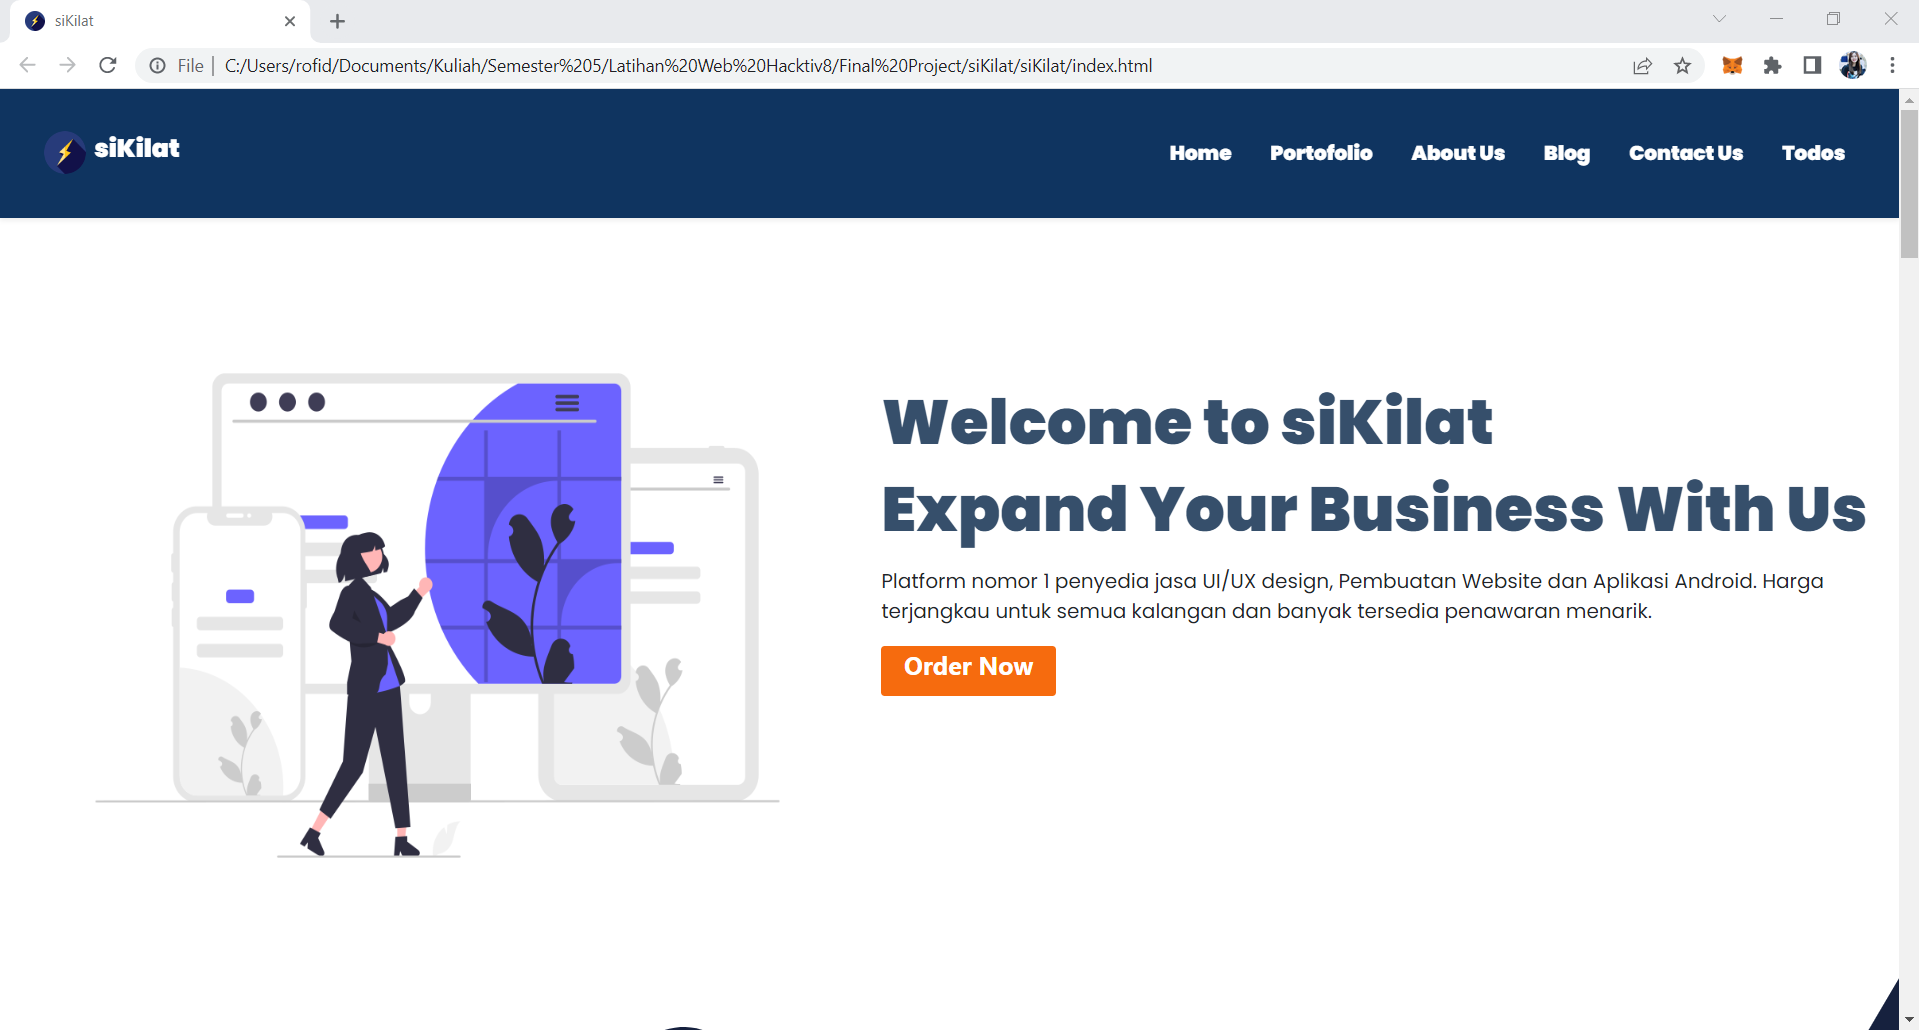 siKilat
File
C:/Users/rofid/Documents/Kuliah/Semester%205/Latihan%20Web%20Hacktiv8/Final%20Project/siKilat/siKilat/index.html
siKilat
Home
Portofolio
About Us
Blog
Contact Us
Todos
Welcome to siKilat
Expand Your Business With Us
Platform nomor 1 penyedia jasa UI/UX design, Pembuatan Website dan Aplikasi Android. Harga
terjangkau untuk semua kalangan dan banyak tersedia penawaran menarik.
Order Now